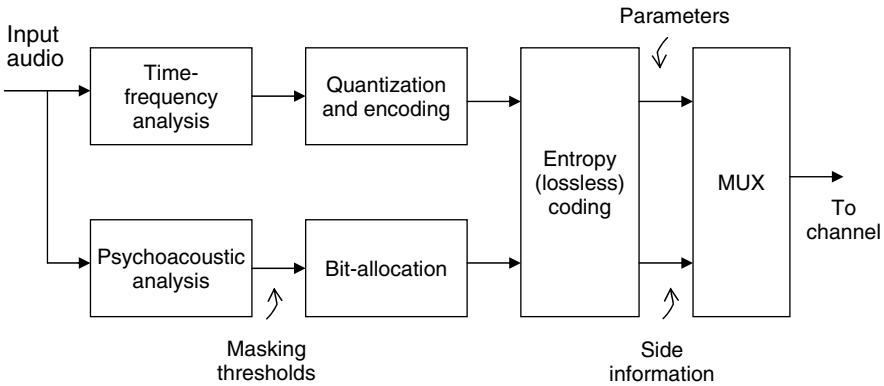 Parameters
Input
audio
Time-
frequency
analysis
Quantization
and encoding
Entropy
(lossless)
coding
MUX
To
channel
Psychoacoustic
analysis
Bit-allocation
Masking
thresholds
Side
information